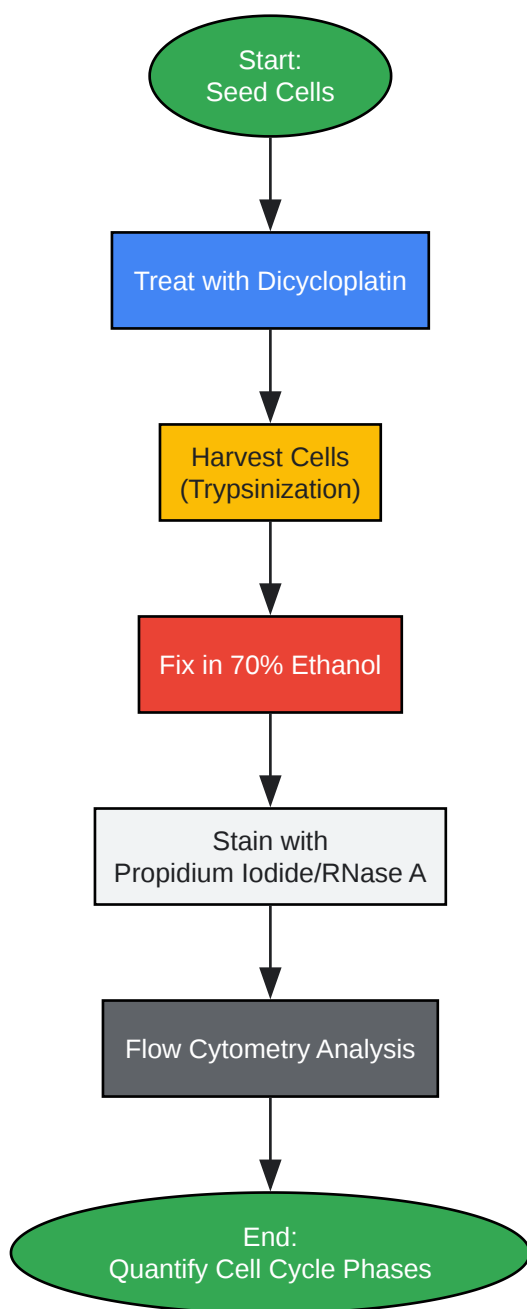 Start:
Seed Cells
Treat with Dicycloplatin
Harvest Cells
(Trypsinization)
Fix in 70% Ethanol
Stain with
Propidium Iodide/RNase A
Flow Cytometry Analysis
End:
Quantify Cell Cycle Phases